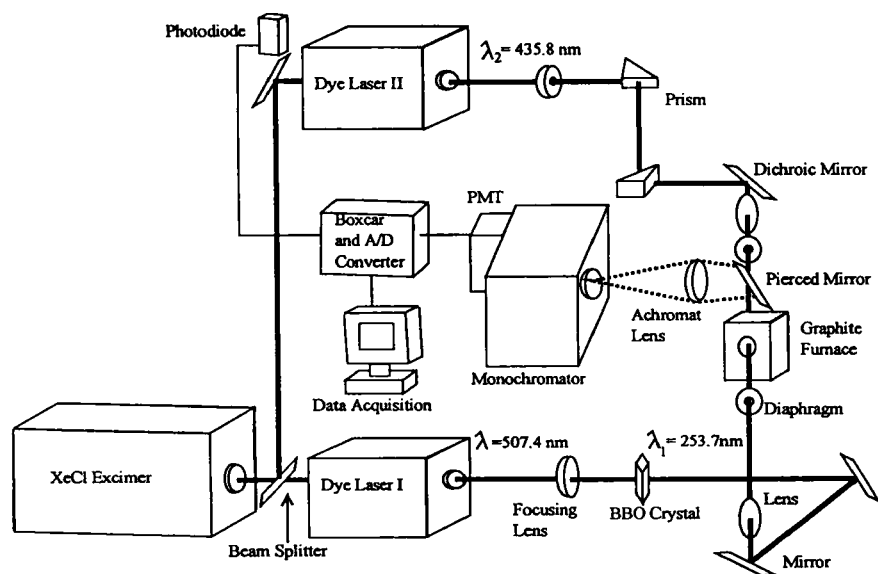 Photodiode
Dye Laser II
λ2= 435.8 nm
Prism
Dichroic Mirror
PMT
Boxcar
and A/D
Converter
Pierced Mirror
Achromat
Lens
Graphite
Furnace
Monochromator
Data Acquisition
Diaphragm
XeCl Excimer
Dye Laser I
λ=507.4 nm
λ1= 253.7nm
Focusing
Lens
BBO Crystal
Lens
Beam Splitter
Mirror